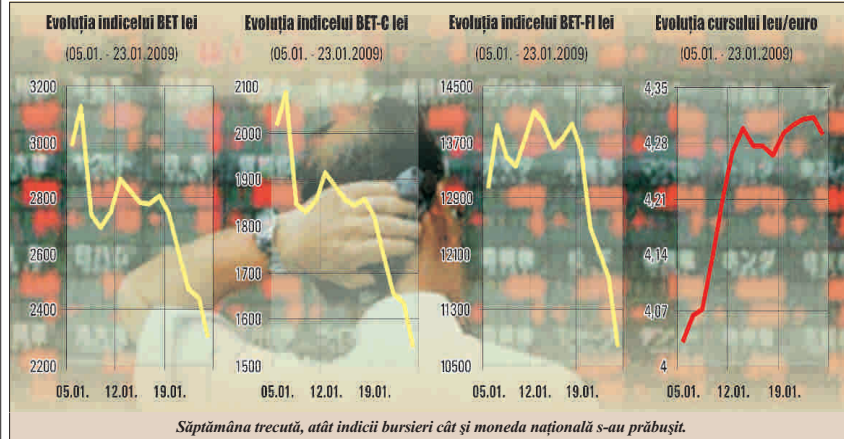 Evoluția indicelui BET lei
(05.01. - 23.01.2009)
3200
3000
2800
2600
2400
2200
05.01. 12.01. 19.01.
Evoluția indicelui BET-C lei
(05.01. - 23.01.2009)
2100
2000
1900
1800
1700
1600
1500
05.01. 12.01. 19.01.
Evoluția indicelui BET-FI lei
(05.01. - 23.01.2009)
14500
13700
12900
12100
11300
10500
05.01. 12.01. 19.01.
Evoluția cursului leu/euro
(05.01. - 23.01.2009)
4,35
4,28
4,21
4,14
4,07
4
05.01. 12.01. 19.01.
Săptămâna trecută, atât indicii bursieri cât și moneda națională s-au prăbușit.